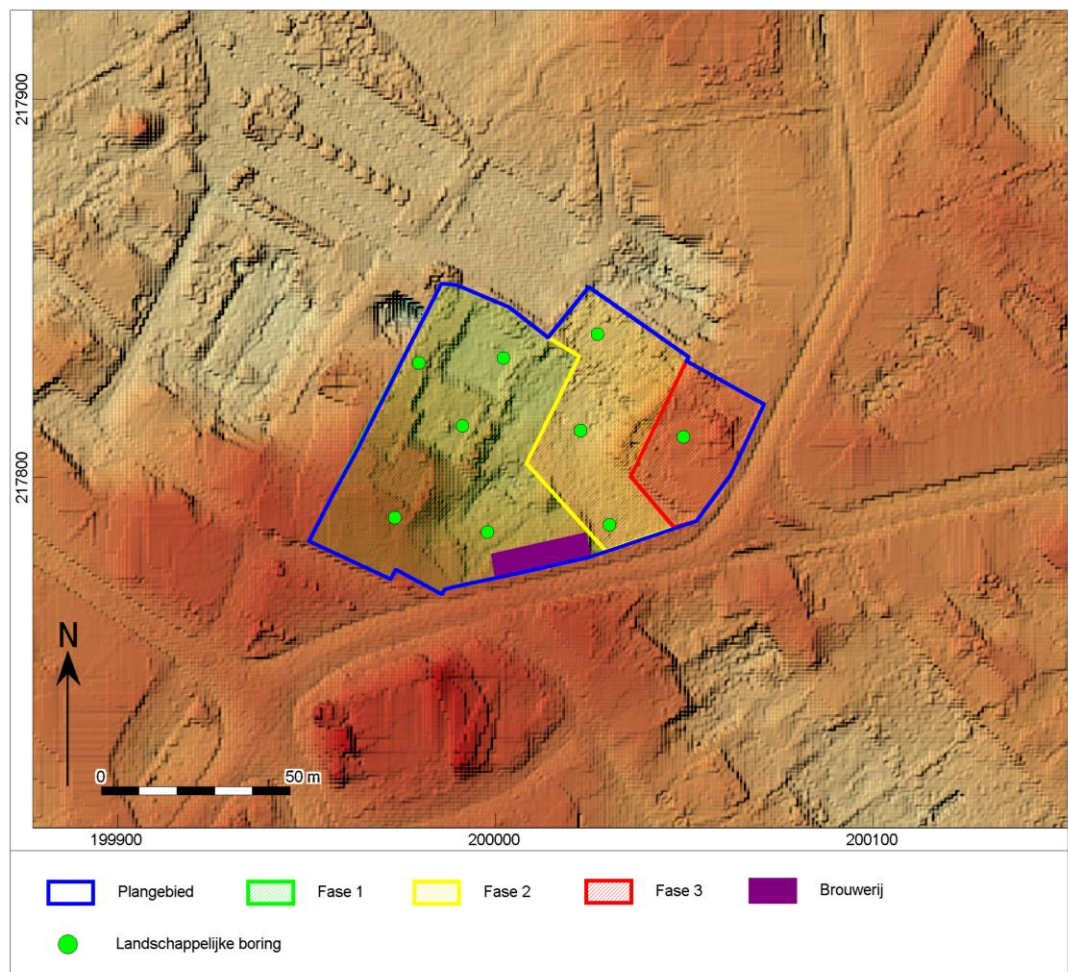 217900
217800
N
0 50 m
199900 200000 200100
Plangebied Fase 1 Fase 2 Fase 3 Brouwerij
Landschappelijke boring